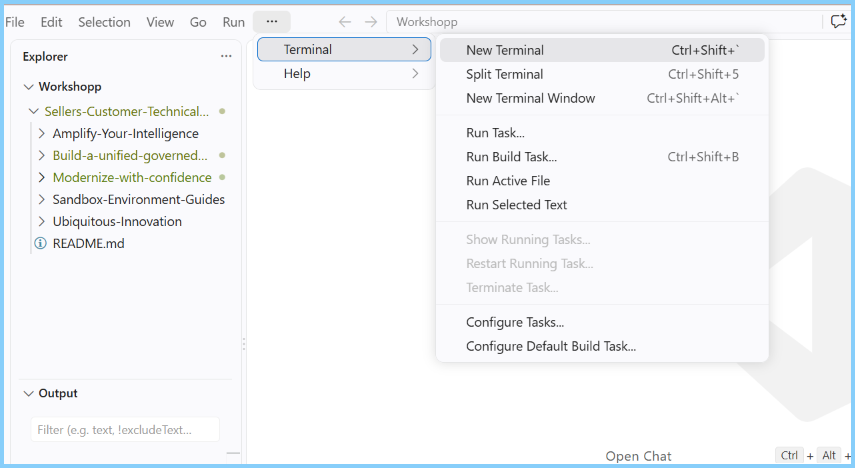 File Edit Selection View Go Run ··· Workshopp
Explorer ···
Workshopp
Sellers-Customer-Technical...
Amplify-Your-Intelligence
Build-a-unified-governed...
Modernize-with-confidence
Sandbox-Environment-Guides
Ubiquitous-Innovation
README.md
Output
Filter (e.g. text, !excludeText...
Terminal
Help
New Terminal Ctrl+Shift+`
Split Terminal Ctrl+Shift+5
New Terminal Window Ctrl+Shift+Alt+`
Run Task...
Run Build Task... Ctrl+Shift+B
Run Active File
Run Selected Text
Show Running Tasks...
Restart Running Task...
Terminate Task...
Configure Tasks...
Configure Default Build Task...
Open Chat Ctrl + Alt +